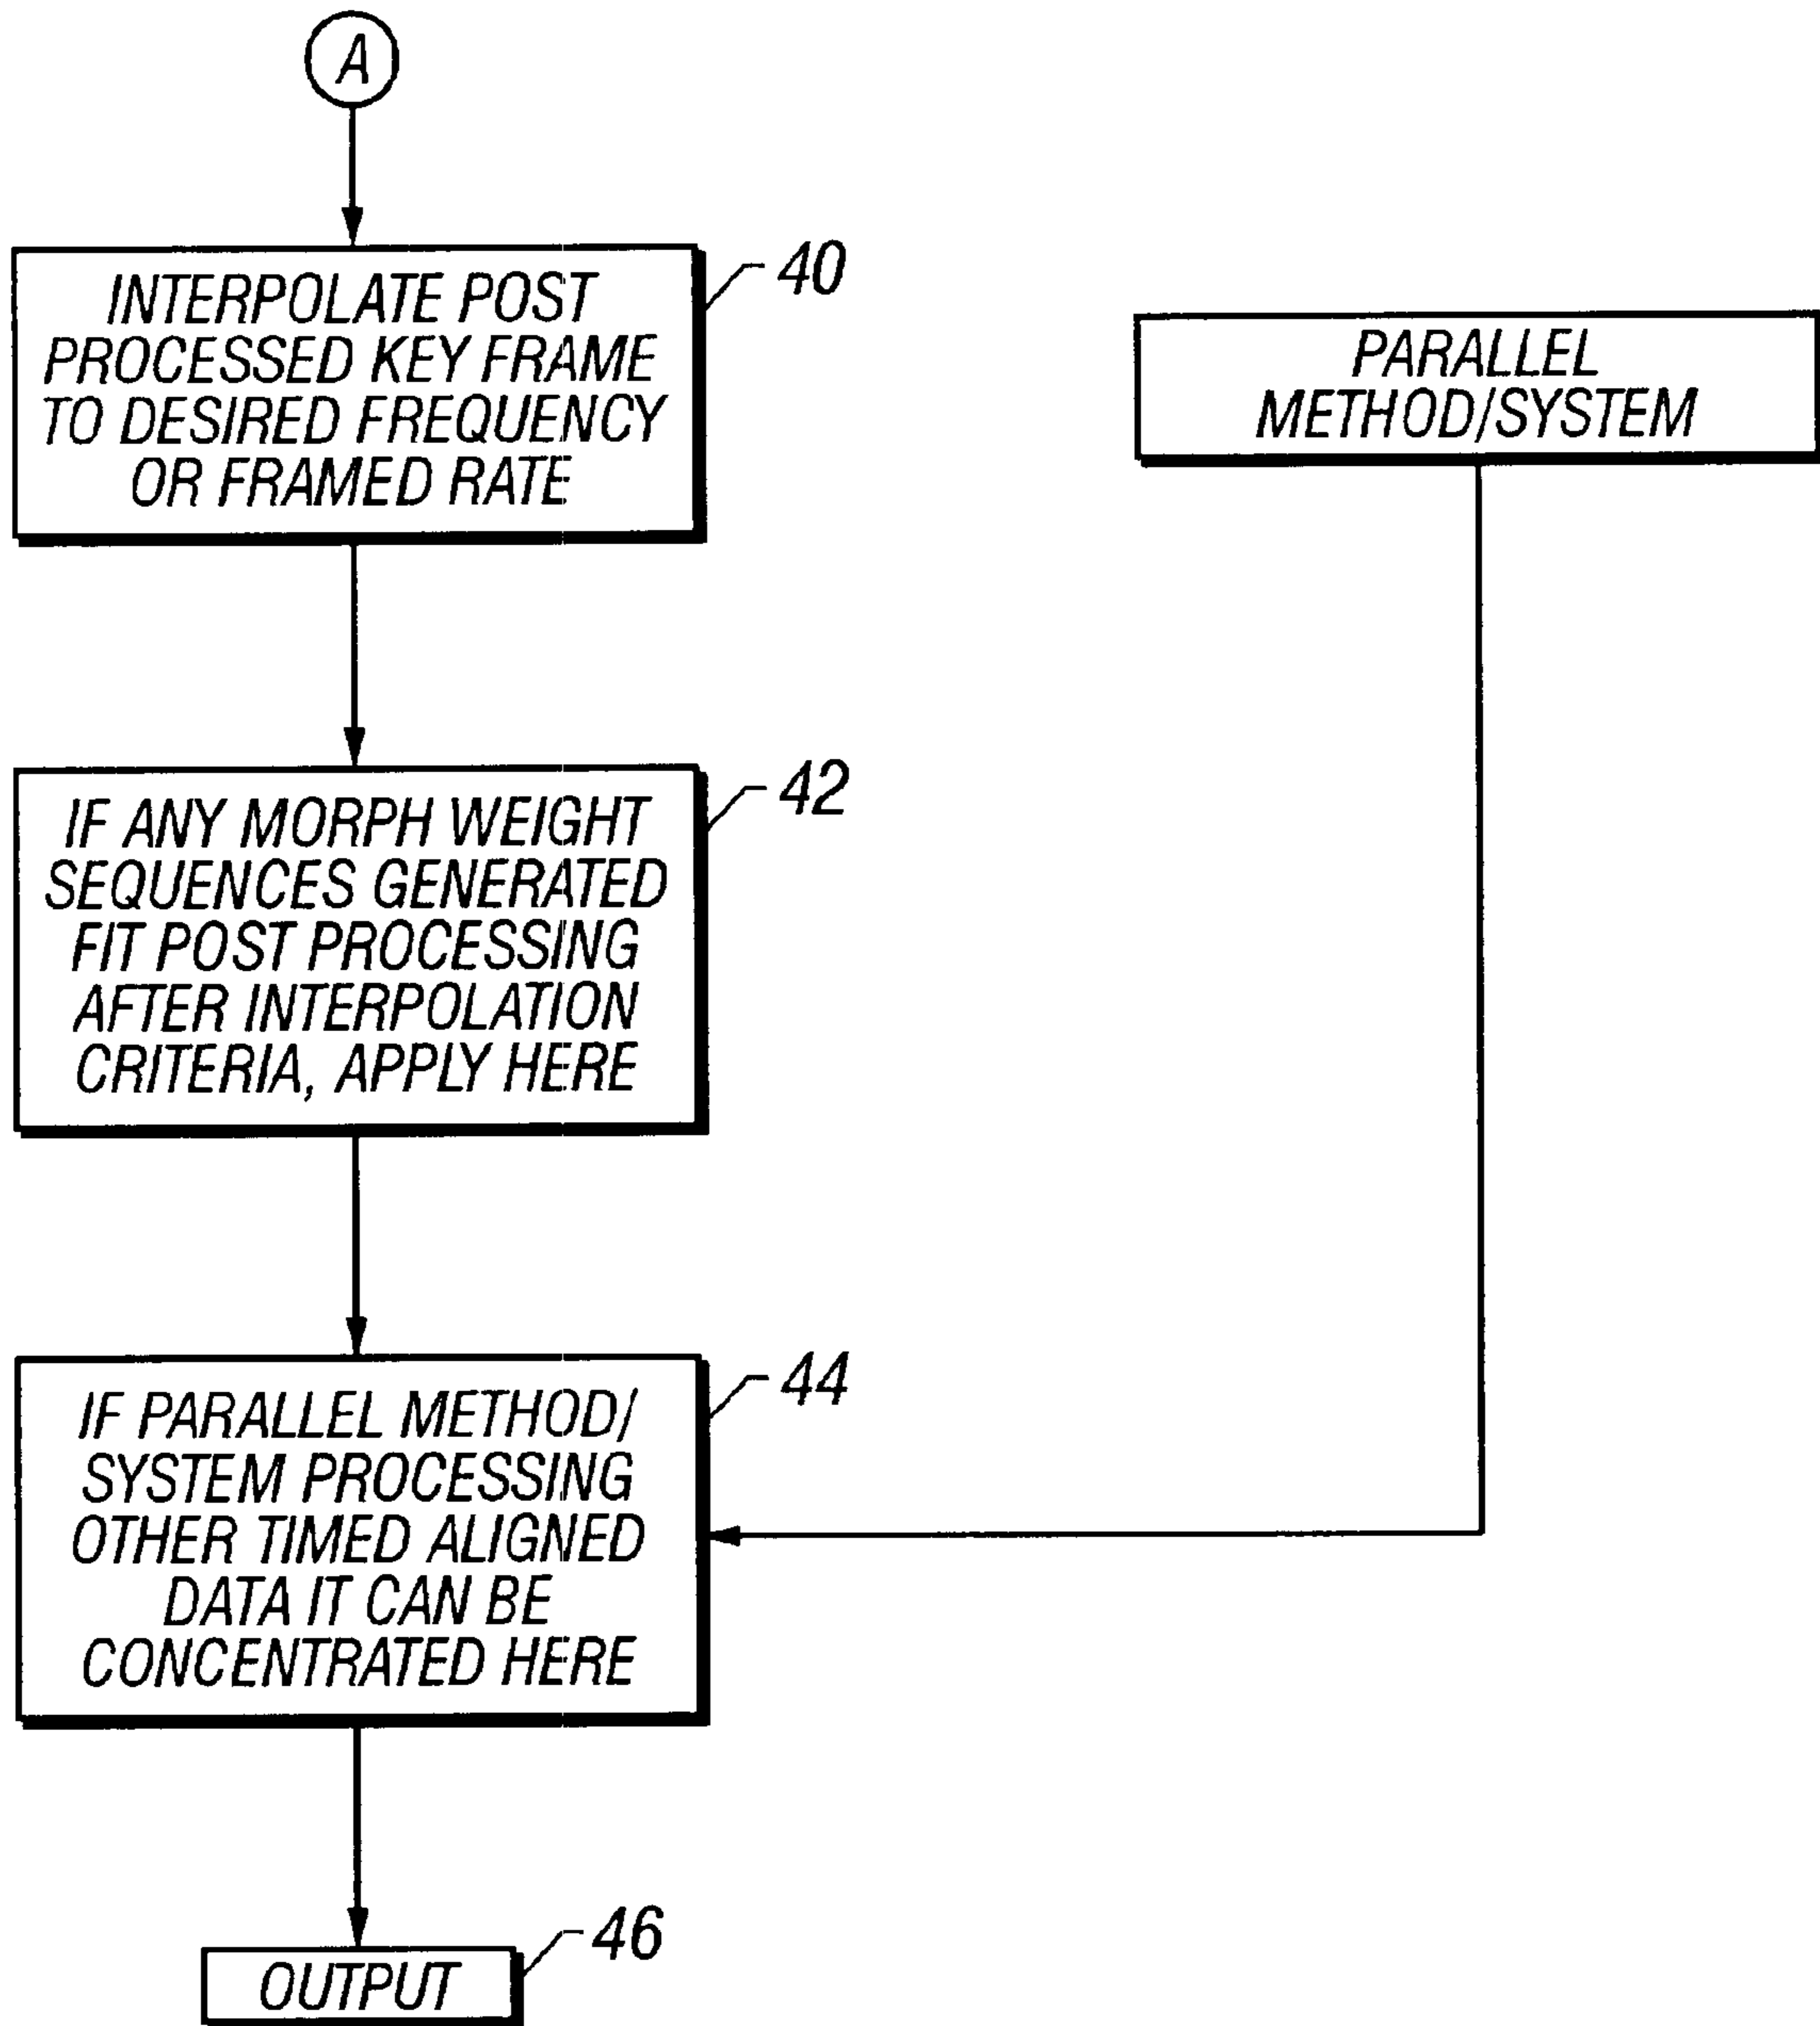 A
INTERPOLATE POST
PROCESSED KEY FRAME
TO DESIRED FREQUENCY
OR FRAMED RATE
40
PARALLEL
METHOD/SYSTEM
IF ANY MORPH WEIGHT
SEQUENCES GENERATED
FIT POST PROCESSING
AFTER INTERPOLATION
CRITERIA, APPLY HERE
42
IF PARALLEL METHOD/
SYSTEM PROCESSING
OTHER TIMED ALIGNED
DATA IT CAN BE
CONCENTRATED HERE
44
OUTPUT
46